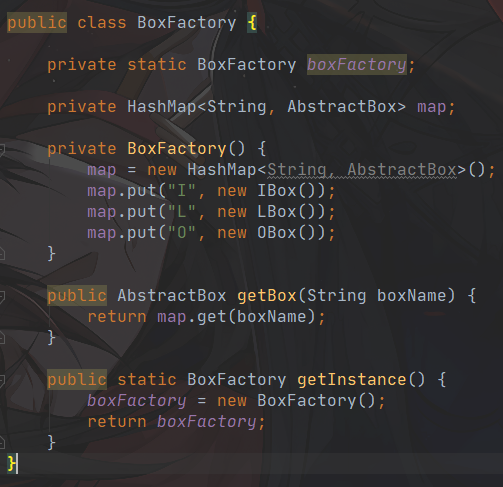 public class BoxFactory {
private static BoxFactory boxFactory;
private HashMap<String, AbstractBox> map;
private BoxFactory() {
map = new HashMap<String, AbstractBox>();
map.put("I", new IBox());
map.put("L", new LBox());
map.put("O", new OBox());
}
public AbstractBox getBox(String boxName) {
return map.get(boxName);
}
public static BoxFactory getInstance() {
boxFactory = new BoxFactory();
return boxFactory;
}
}